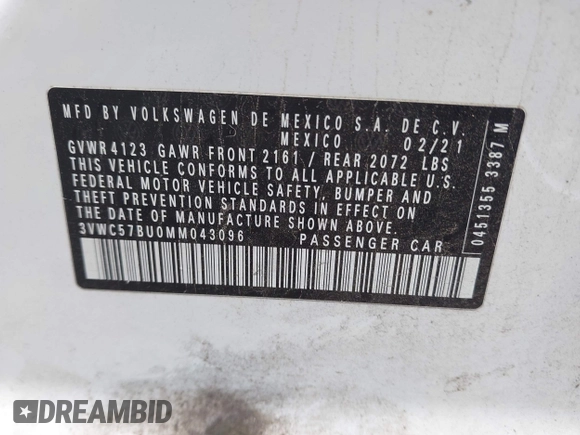 MFD BY VOLKSWAGEN DE MEXICO S.A. DE C.V.
MEXICO 02/21
GVWR 4123 GAWR FRONT 2161 / REAR 2072 LBS
THIS VEHICLE CONFORMS TO ALL APPLICABLE U.S.
FEDERAL MOTOR VEHICLE SAFETY, BUMPER AND
THEFT PREVENTION STANDARDS IN EFFECT ON
THE DATE OF MANUFACTURE SHOWN ABOVE.
3VWC57BU0MM043096 PASSENGER CAR
0451355 3387 M
DREAMBID